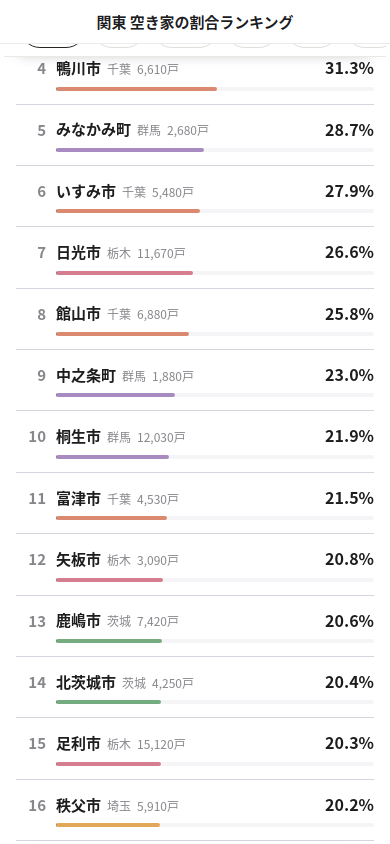 関東 空き家の割合ランキング
4 鴨川市 千葉 6,610戸 31.3%
5 みなかみ町 群馬 2,680戸 28.7%
6 いすみ市 千葉 5,480戸 27.9%
7 日光市 栃木 11,670戸 26.6%
8 館山市 千葉 6,880戸 25.8%
9 中之条町 群馬 1,880戸 23.0%
10 桐生市 群馬 12,030戸 21.9%
11 富津市 千葉 4,530戸 21.5%
12 矢板市 栃木 3,090戸 20.8%
13 鹿嶋市 茨城 7,420戸 20.6%
14 北茨城市 茨城 4,250戸 20.4%
15 足利市 栃木 15,120戸 20.3%
16 秩父市 埼玉 5,910戸 20.2%